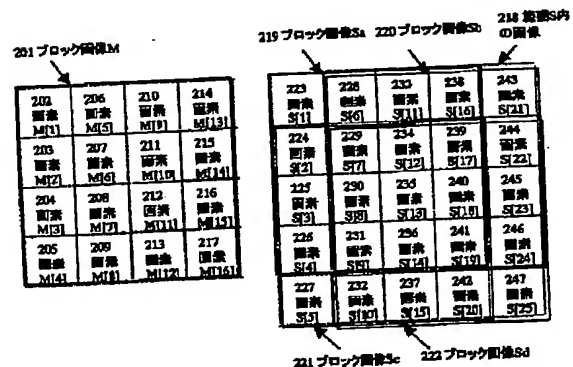 201 ブロック画像M
202 206 210 214
画素 画素 画素 画素
M[1] M[5] M[9] M[13]
203 207 211 215
画素 画素 画素 画素
M[2] M[6] M[10] M[14]
204 208 212 216
画素 画素 画素 画素
M[3] M[7] M[11] M[15]
205 209 213 217
画素 画素 画素 画素
M[4] M[8] M[12] M[16]
219 ブロック画像Sa
220 ブロック画像Sb
218 範囲S内
の画像
223 228 233 238 243
画素 画素 画素 画素 画素
S[1] S[6] S[11] S[16] S[21]
224 229 234 239 244
画素 画素 画素 画素 画素
S[2] S[7] S[12] S[17] S[22]
225 230 235 240 245
画素 画素 画素 画素 画素
S[3] S[8] S[13] S[18] S[23]
226 231 236 241 246
画素 画素 画素 画素 画素
S[4] S[9] S[14] S[19] S[24]
227 232 237 242 247
画素 画素 画素 画素 画素
S[5] S[10] S[15] S[20] S[25]
221 ブロック画像Sc
222 ブロック画像Sd